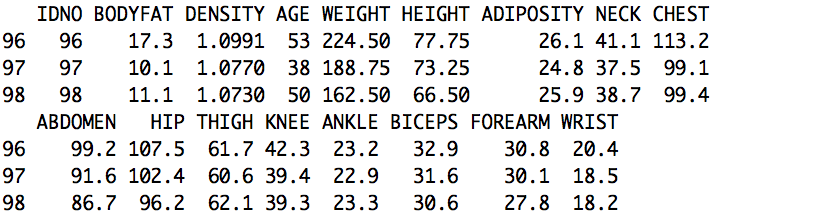 IDNO BODYFAT DENSITY AGE WEIGHT HEIGHT ADIPOSITY NECK CHEST
96 96 17.3 1.0991 53 224.50 77.75 26.1 41.1 113.2
97 97 10.1 1.0770 38 188.75 73.25 24.8 37.5 99.1
98 98 11.1 1.0730 50 162.50 66.50 25.9 38.7 99.4
ABDOMEN HIP THIGH KNEE ANKLE BICEPS FOREARM WRIST
96 99.2 107.5 61.7 42.3 23.2 32.9 30.8 20.4
97 91.6 102.4 60.6 39.4 22.9 31.6 30.1 18.5
98 86.7 96.2 62.1 39.3 23.3 30.6 27.8 18.2